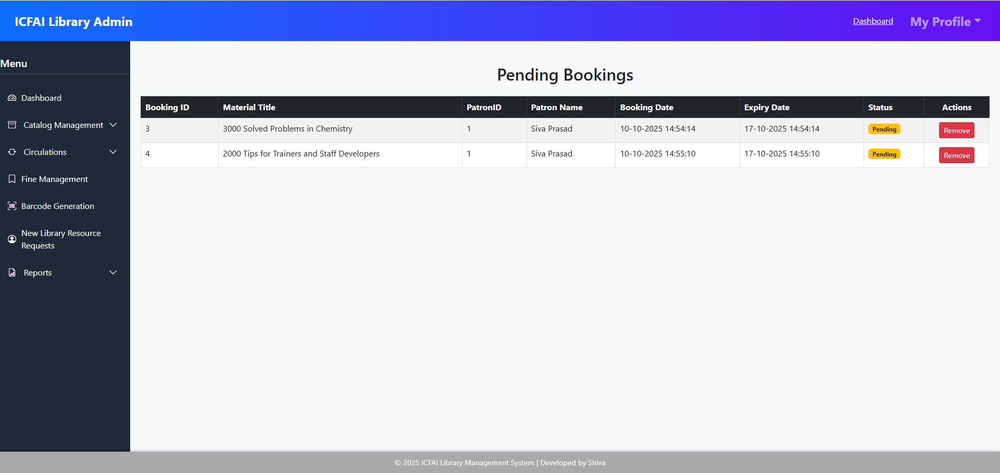 ICFAI Library Admin
Dashboard
My Profile
Menu
Dashboard
Catalog Management
Circulations
Fine Management
Barcode Generation
New Library Resource
Requests
Reports
Pending Bookings
Booking ID Material Title PatronID Patron Name Booking Date Expiry Date Status Actions
3 3000 Solved Problems in Chemistry 1 Siva Prasad 10-10-2025 14:54:14 17-10-2025 14:54:14 Pending Remove
4 2000 Tips for Trainers and Staff Developers 1 Siva Prasad 10-10-2025 14:55:10 17-10-2025 14:55:10 Pending Remove
© 2025 ICFAI Library Management System | Developed by Shiva